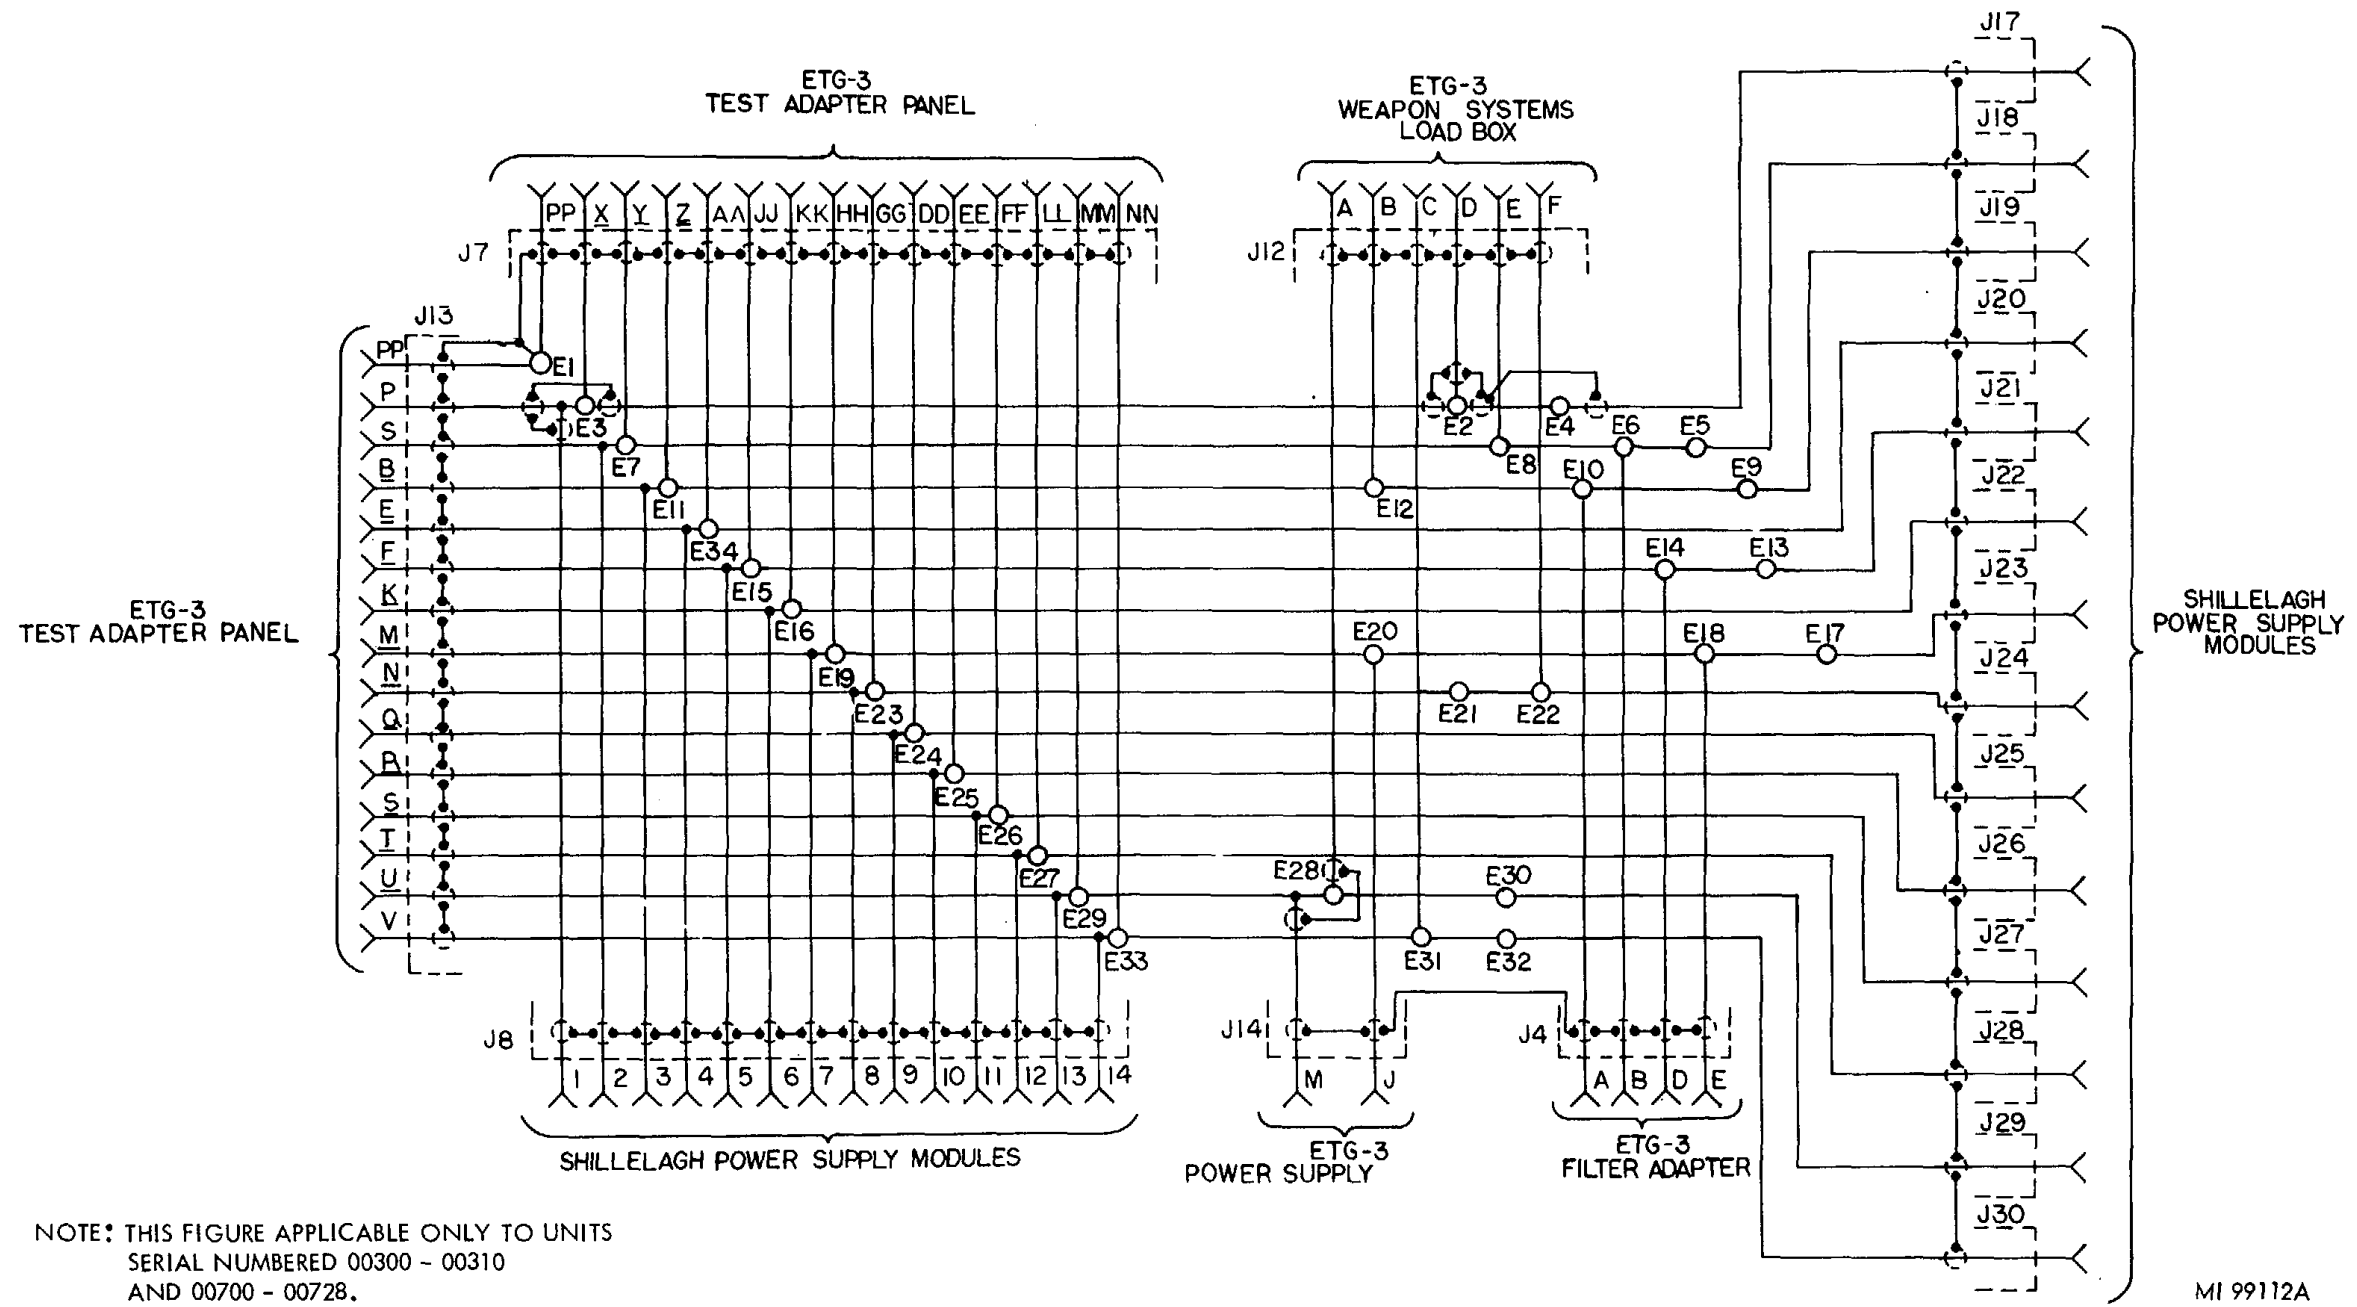 ETG-3
TEST ADAPTER PANEL
ETG-3
WEAPON SYSTEMS
LOAD BOX
J17
J18
J19
J20
J21
J22
J23
J24
J25
J26
J27
J28
J29
J30
SHILLELAGH
POWER SUPPLY
MODULES
PP X Y Z AA JJ KK HH GG DD EE FF LL MM NN
J7
A B C D E F
J12
J13
PP
P
S
B
E
F
K
M
N
Q
R
S
T
U
V
ETG-3
TEST ADAPTER PANEL
E1
E3
E2
E4
E7
E8
E6
E5
E11
E12
E10
E9
E34
E15
E14
E13
E16
E19
E20
E18
E17
E23
E21
E22
E24
E25
E26
E27
E28
E30
E29
E33
E31
E32
J8
1 2 3 4 5 6 7 8 9 10 11 12 13 14
SHILLELAGH POWER SUPPLY MODULES
J14
M J
ETG-3
POWER SUPPLY
J4
A B D E
ETG-3
FILTER ADAPTER
NOTE: THIS FIGURE APPLICABLE ONLY TO UNITS
SERIAL NUMBERED 00300 - 00310
AND 00700 - 00728.
MI 99112A